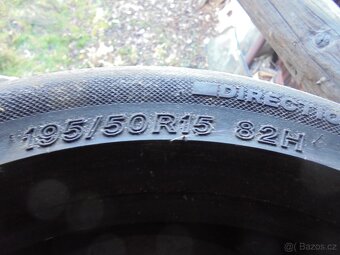 DIRECTIO
195/50R15 82H
Bazos.cz